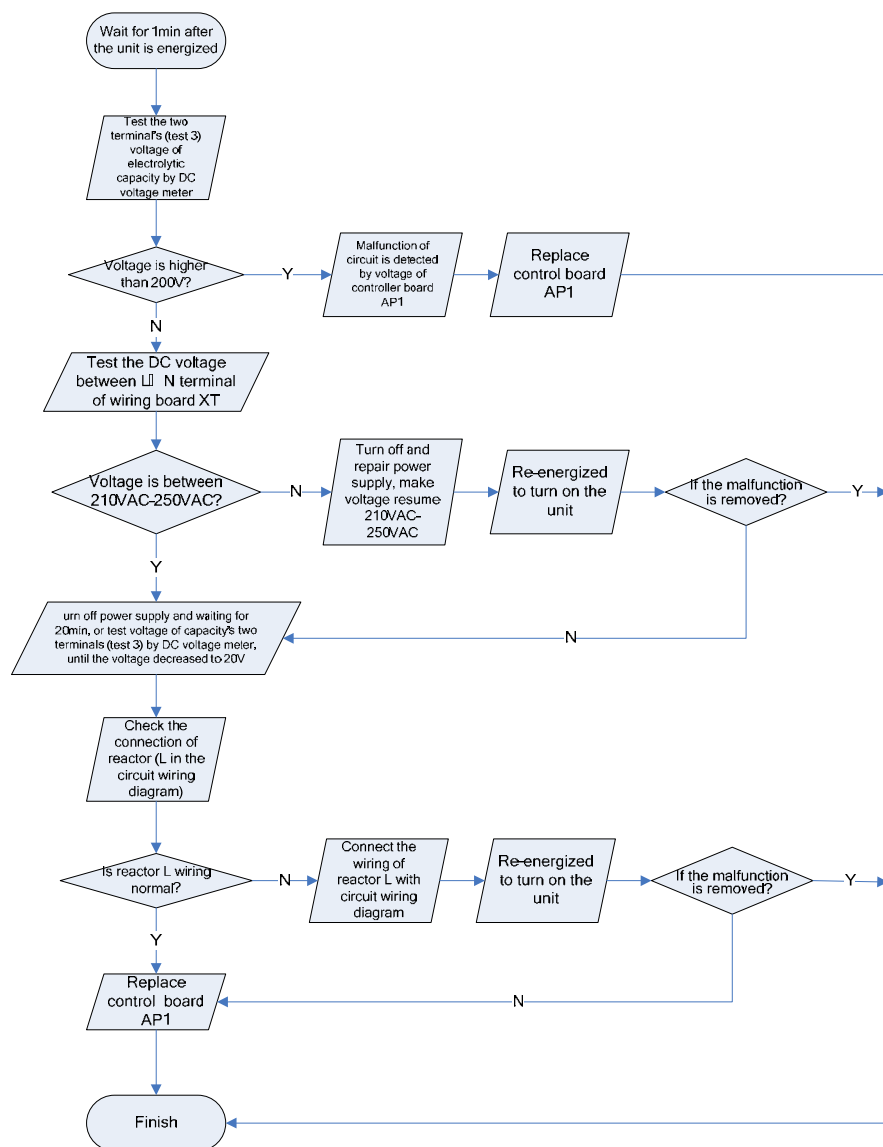 Wait for 1min after
the unit is energized
Test the two
terminal's (test 3)
voltage of
electrolytic
capacity by DC
voltage meter
Voltage is higher
than 200V?
Y
Malfunction of
circuit is detected
by voltage of
controller board
AP1
Replace
control board
AP1
N
Test the DC voltage
between L▯ N terminal
of wiring board XT
Voltage is between
210VAC-250VAC?
N
Turn off and
repair power
supply, make
voltage resume
210VAC-
250VAC
Re-energized
to turn on the
unit
If the malfunction
is removed?
Y
Y
urn off power supply and waiting for
20min, or test voltage of capacity's two
terminals (test 3) by DC voltage meter,
until the voltage decreased to 20V
N
Check the
connection of
reactor (L in the
circuit wiring
diagram)
Is reactor L wiring
normal?
N
Connect the
wiring of
reactor L with
circuit wiring
diagram
Re-energized
to turn on the
unit
If the malfunction
is removed?
Y
Y
Replace
control board
AP1
N
Finish